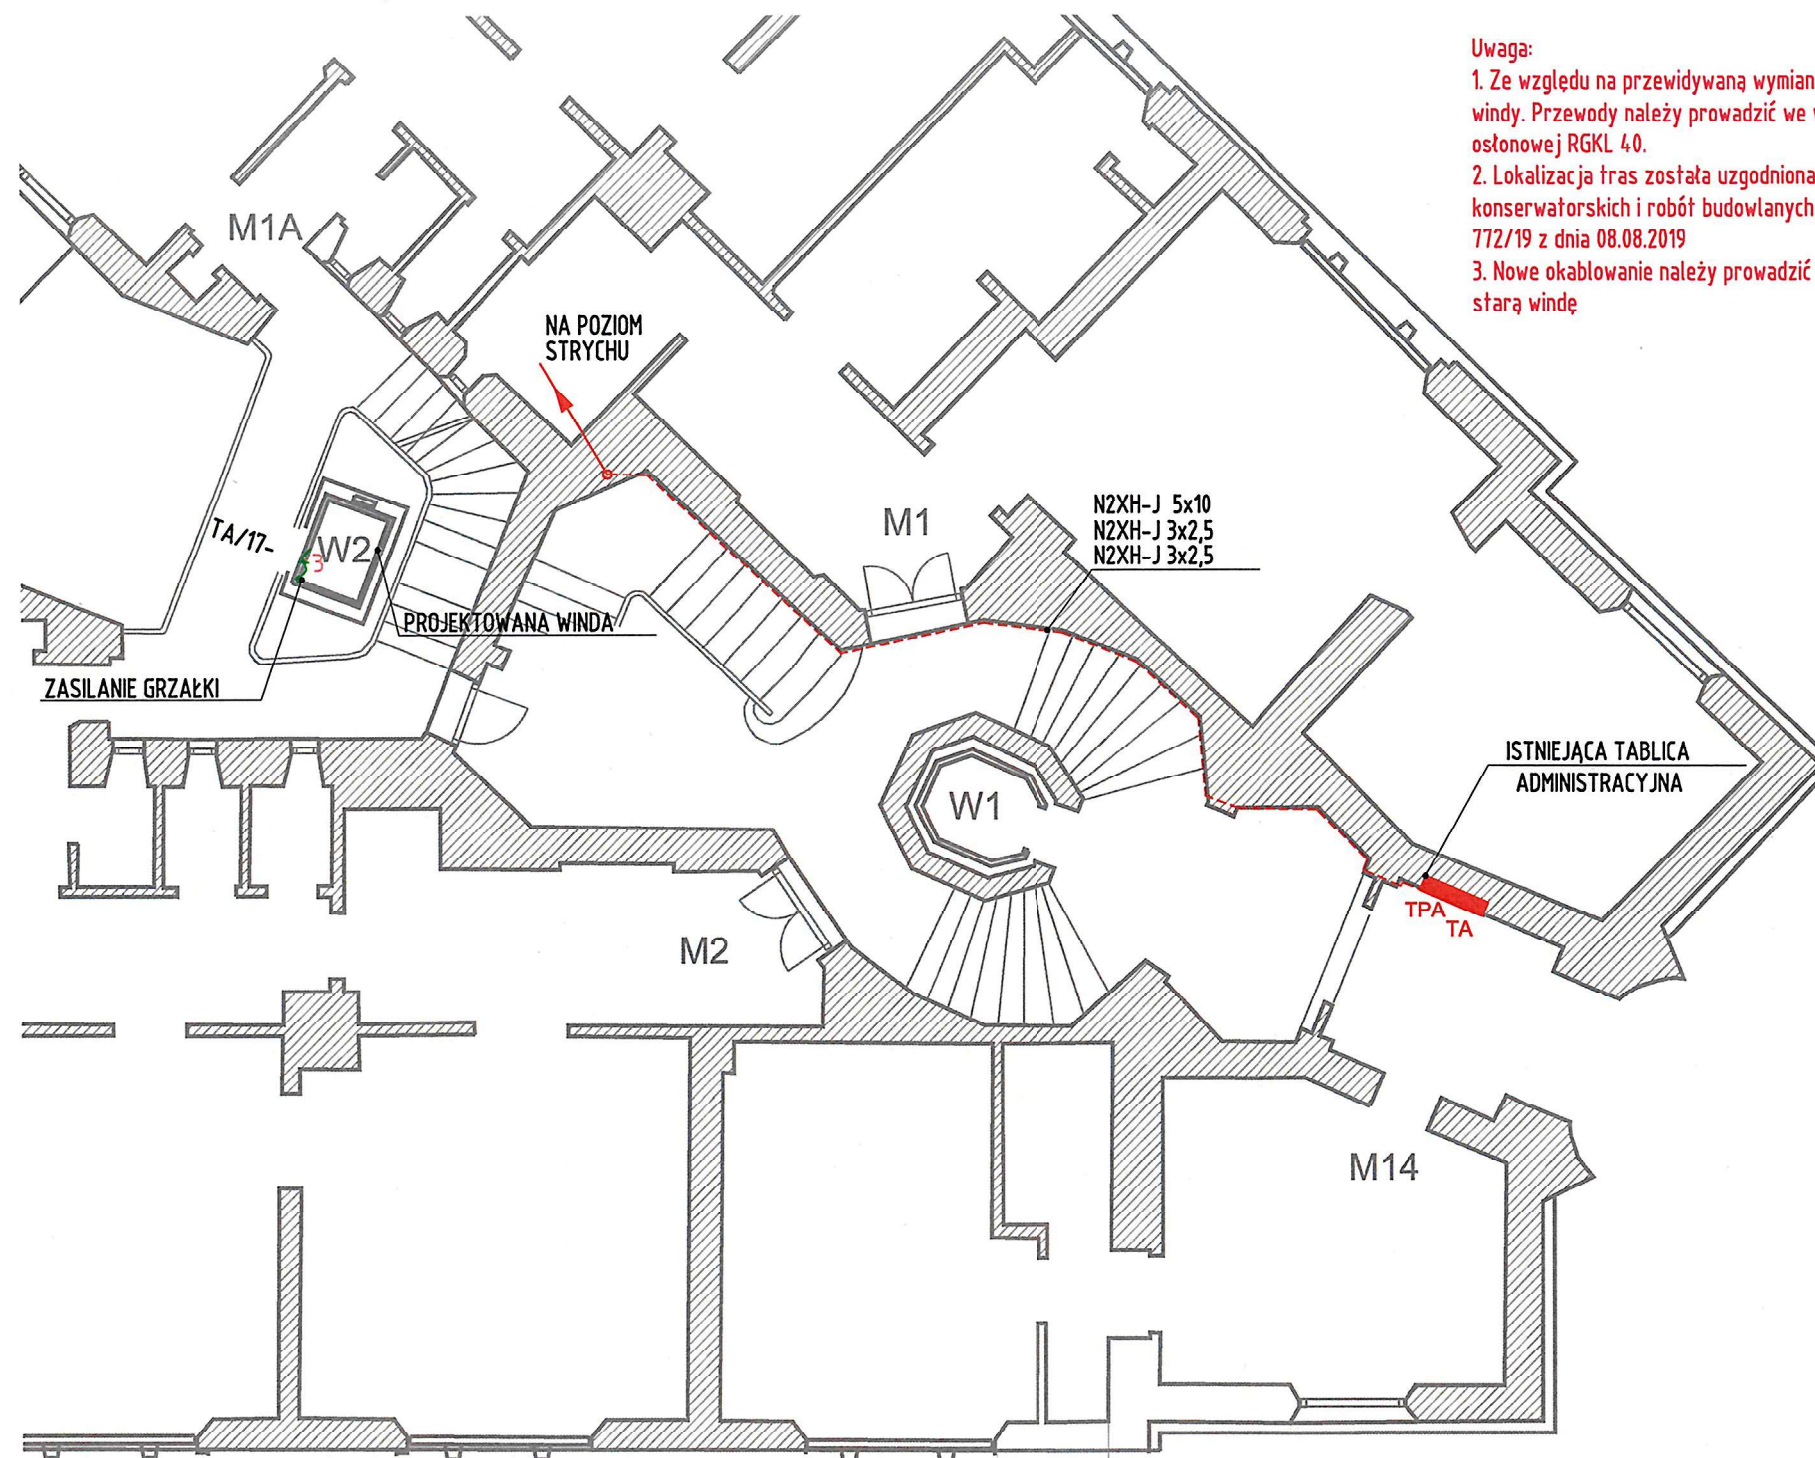 Uwaga:
1. Ze względu na przewidywaną wymian
windy. Przewody należy prowadzić we
osłonowej RGKL 40.
2. Lokalizacja tras została uzgodniona
konserwatorskich i robót budowlanych
772/19 z dnia 08.08.2019
3. Nowe okablowanie należy prowadzić
starą windę
M1A
NA POZIOM
STRYCHU
N2XH-J 5x10
N2XH-J 3x2,5
N2XH-J 3x2,5
M1
TA/17-
3
W2
PROJEKTOWANA WINDA
ZASILANIE GRZAŁKI
ISTNIEJĄCA TABLICA
ADMINISTRACYJNA
W1
TPA
TA
M2
M14